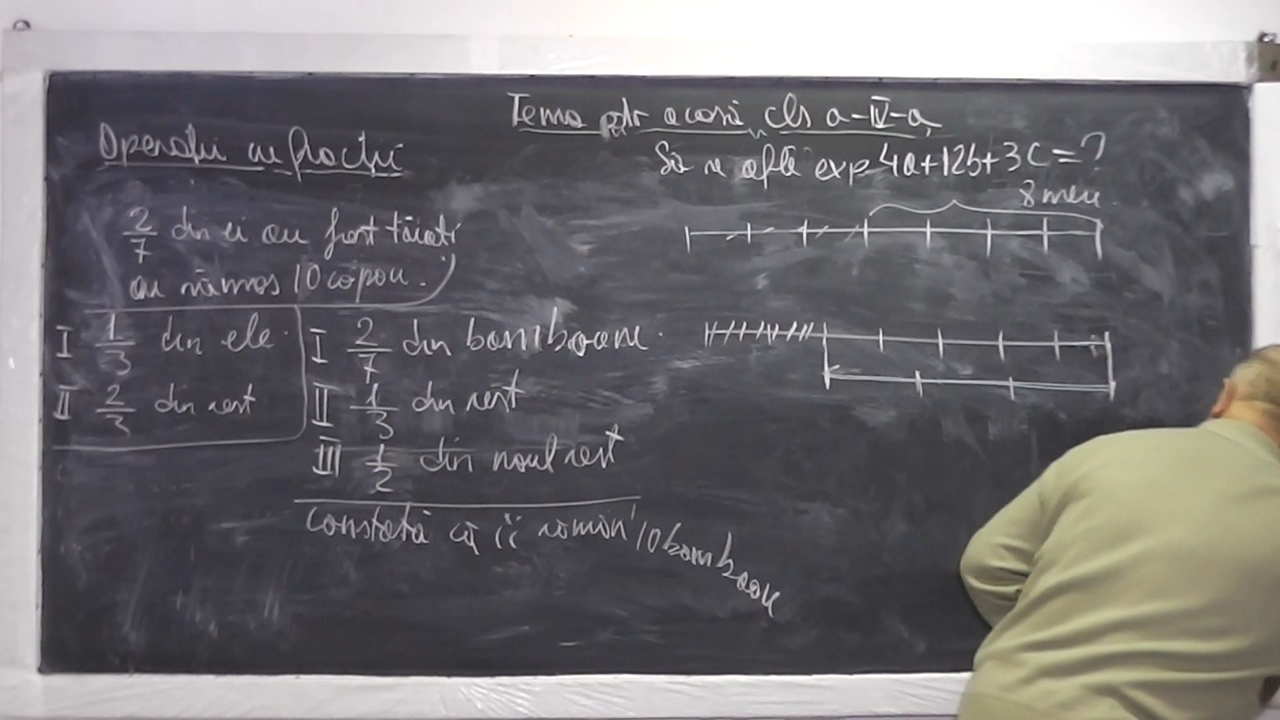 Tema ptr acasă cls a-IV-a
Operații cu fracții
Să se afle exp 4a+12b+3c=?
8 mere
2/7 din ei au fost tăiați
au rămas 10 copaci.
I 1/3 din ele.
II 2/3 din rest
I 2/7 din bomboane.
II 1/3 din rest
III 1/2 din noul rest
constată că îi rămân 10 bomboane